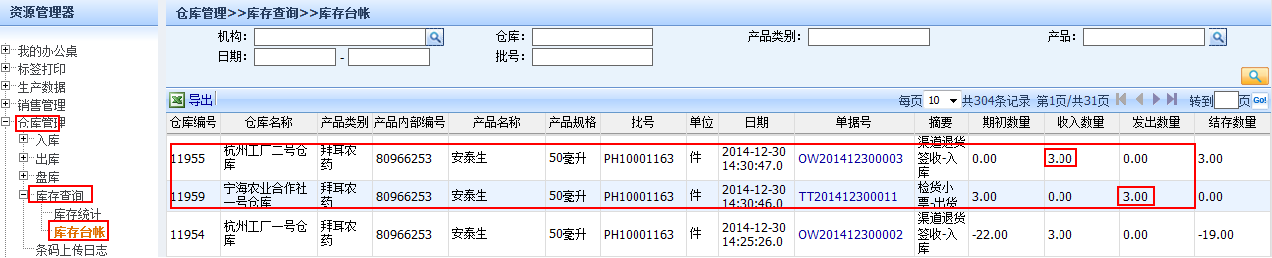 资源管理器
我的办公桌
标签打印
生产数据
销售管理
仓库管理
入库
出库
盘库
库存查询
库存统计
库存台帐
条码上传日志
仓库管理>>库存查询>>库存台帐
机构： 仓库： 产品类别： 产品：
日期： - 批号：
导出 每页 10 共304条记录 第1页/共31页 转到 页 Go!
仓库编号 仓库名称 产品类别 产品内部编号 产品名称 产品规格 批号 单位 日期 单据号 摘要 期初数量 收入数量 发出数量 结存数量
11955 杭州工厂二号仓库 拜耳农药 80966253 安泰生 50毫升 PH10001163 件 2014-12-30 14:30:47.0 OW201412300003 渠道退货签收-入库 0.00 3.00 0.00 3.00
11959 宁海农业合作社一号仓库 拜耳农药 80966253 安泰生 50毫升 PH10001163 件 2014-12-30 14:30:46.0 TT201412300011 检货小票-出货 3.00 0.00 3.00 0.00
11954 杭州工厂一号仓库 拜耳农药 80966253 安泰生 50毫升 PH10001163 件 2014-12-30 14:25:26.0 OW201412300002 渠道退货签收-入库 -22.00 3.00 0.00 -19.00